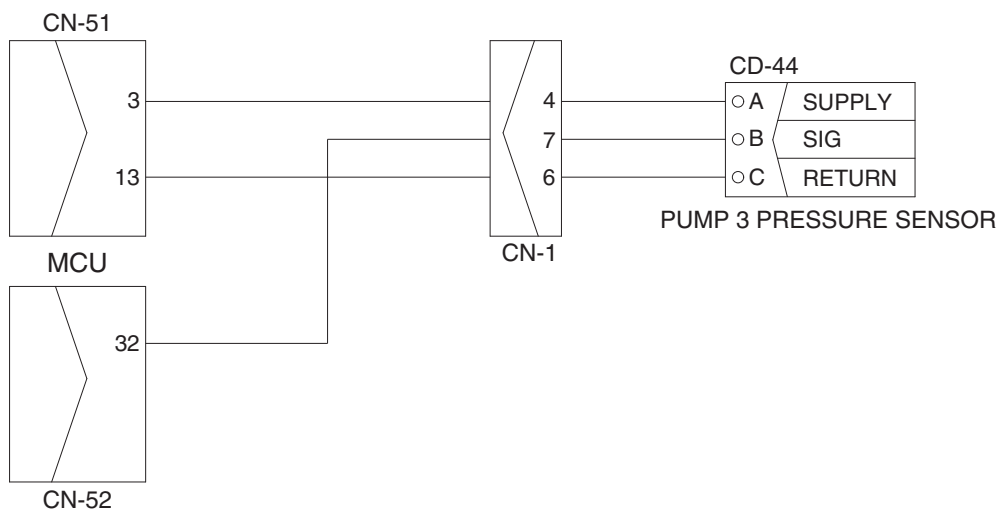 CN-51
CD-44
3
4
A SUPPLY
7
B SIG
13
6
C RETURN
PUMP 3 PRESSURE SENSOR
CN-1
MCU
32
CN-52